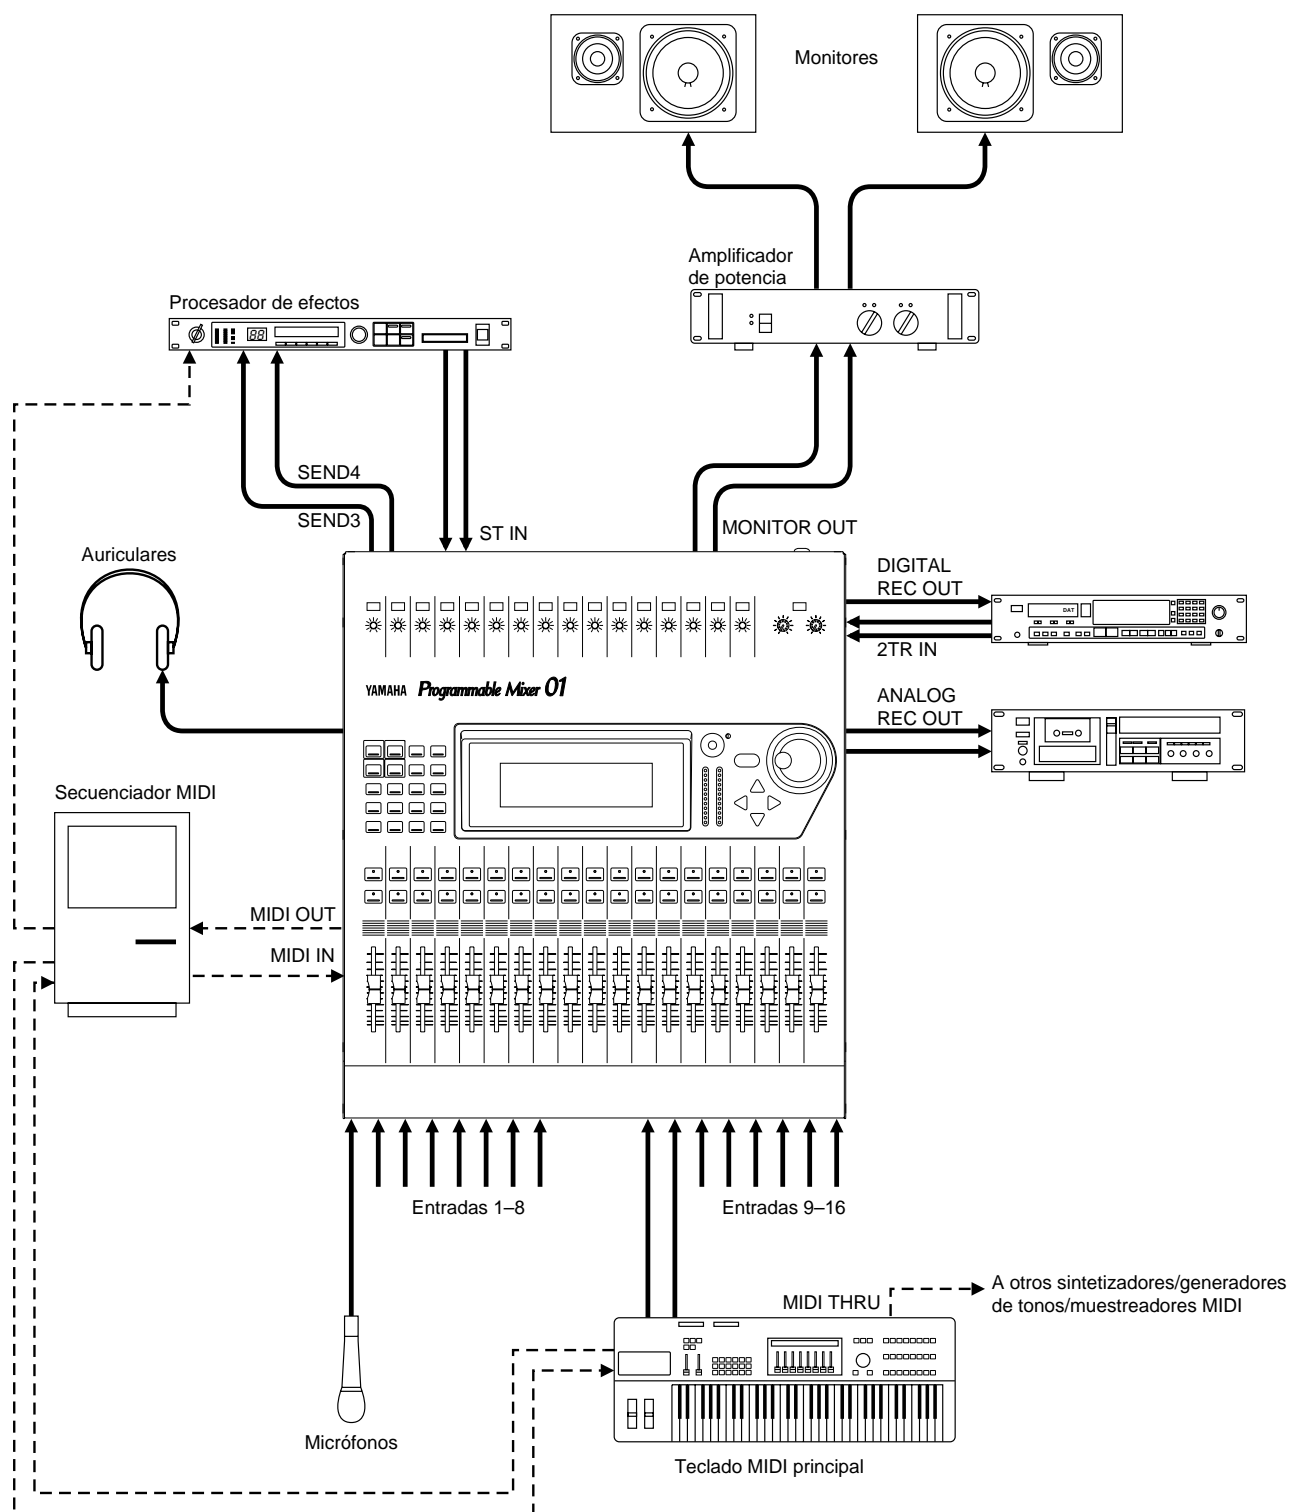 Monitores
Amplificador
de potencia
Procesador de efectos
88
SEND4
SEND3
ST IN
MONITOR OUT
Auriculares
DIGITAL
REC OUT
DAT
2TR IN
YAMAHA Programmable Mixer 01
ANALOG
REC OUT
Secuenciador MIDI
MIDI OUT
MIDI IN
Entradas 1–8
Entradas 9–16
A otros sintetizadores/generadores
de tonos/muestreadores MIDI
MIDI THRU
Micrófonos
Teclado MIDI principal